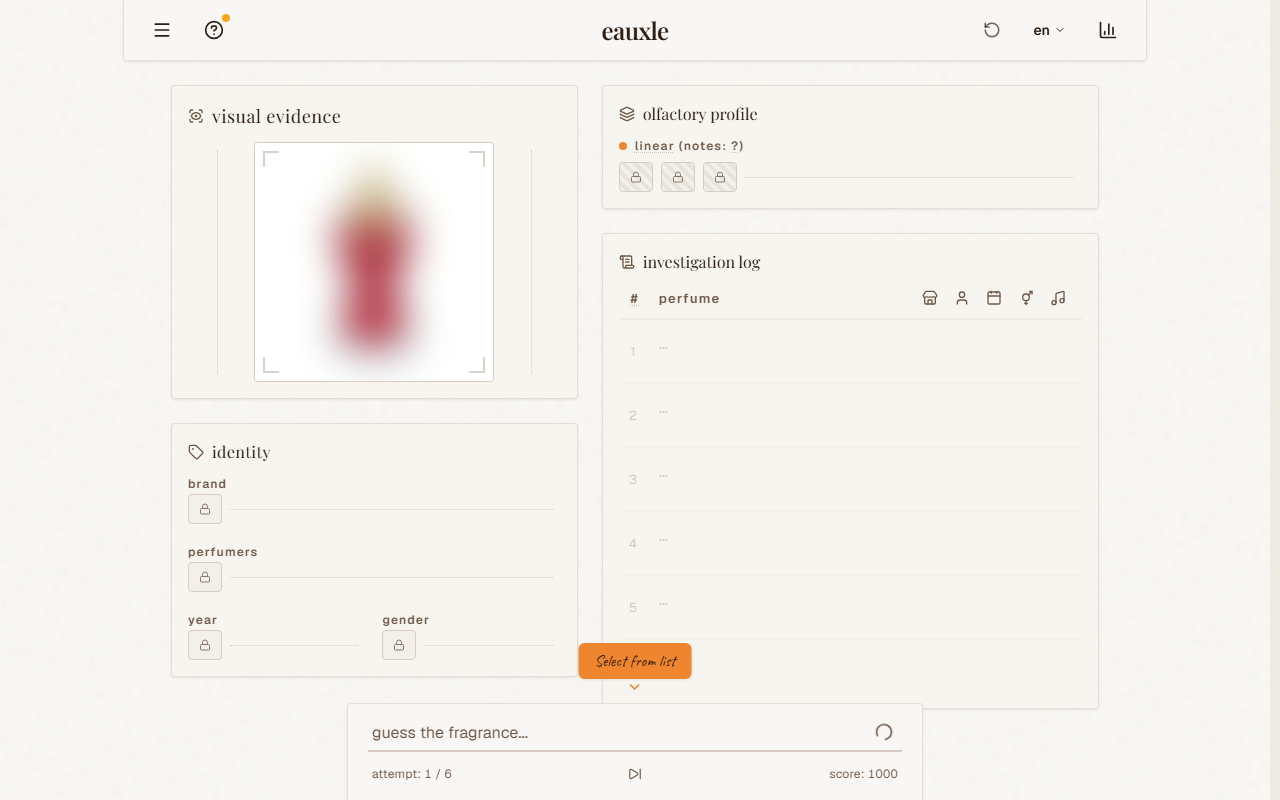 eauxle
en
visual evidence
identity
brand
perfumers
year
gender
olfactory profile
linear (notes: ?)
investigation log
# perfume
1 ...
2 ...
3 ...
4 ...
5 ...
Select from list
guess the fragrance...
attempt: 1 / 6
score: 1000